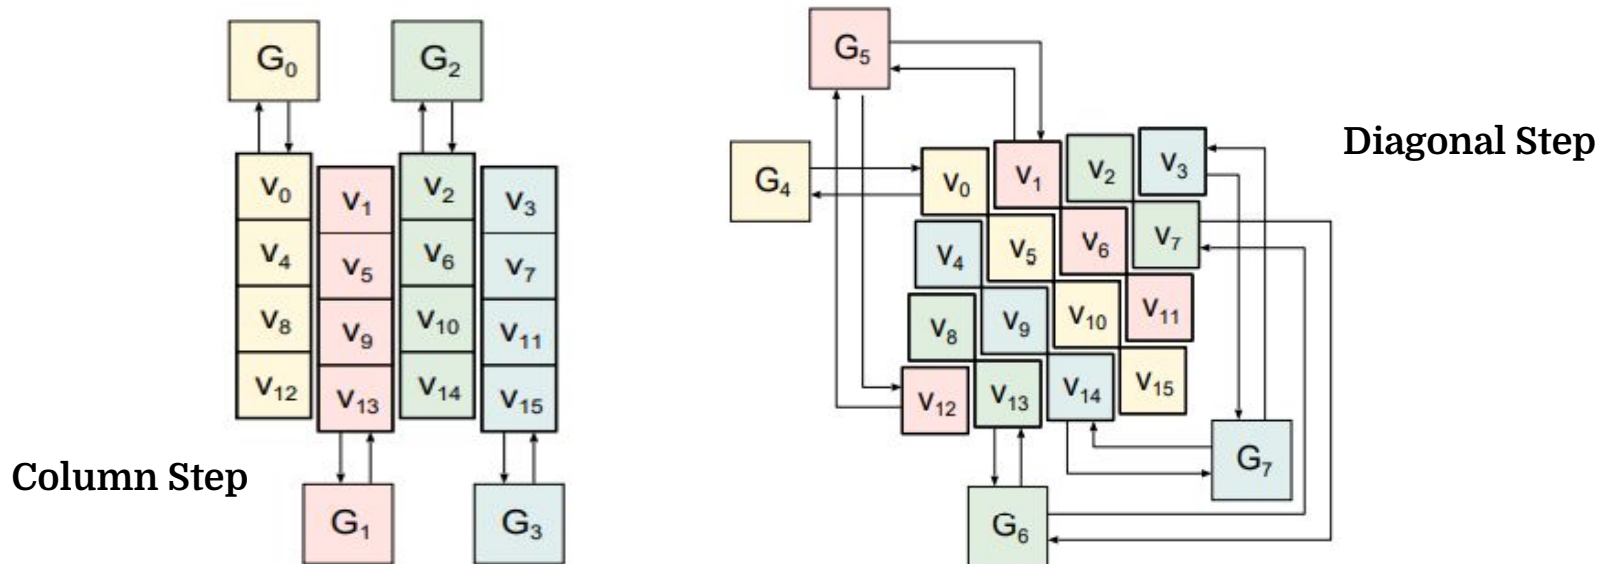 G₀ G₂
v₀ v₁ v₂ v₃
v₄ v₅ v₆ v₇
v₈ v₉ v₁₀ v₁₁
v₁₂ v₁₃ v₁₄ v₁₅
Column Step
G₁ G₃
G₅
Diagonal Step
G₄
v₀ v₁ v₂ v₃
v₄ v₅ v₆ v₇
v₈ v₉ v₁₀ v₁₁
v₁₂ v₁₃ v₁₄ v₁₅
G₇
G₆